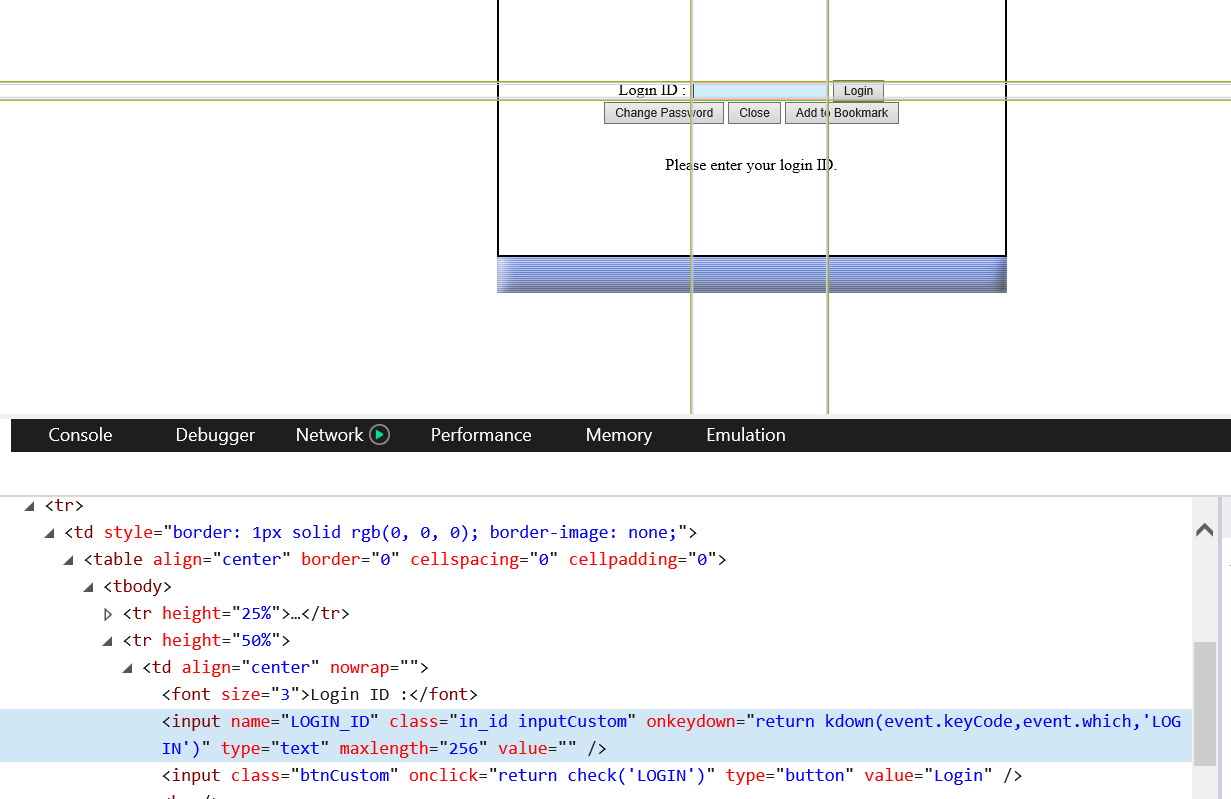 Login ID : Login
Change Password Close Add to Bookmark
Please enter your login ID.
Console Debugger Network Performance Memory Emulation
<tr>
<td style="border: 1px solid rgb(0, 0, 0); border-image: none;">
<table align="center" border="0" cellspacing="0" cellpadding="0">
<tbody>
<tr height="25%">…</tr>
<tr height="50%">
<td align="center" nowrap="">
<font size="3">Login ID :</font>
<input name="LOGIN_ID" class="in_id inputCustom" onkeydown="return kdown(event.keyCode,event.which,'LOG
IN')" type="text" maxlength="256" value="" />
<input class="btnCustom" onclick="return check('LOGIN')" type="button" value="Login" />